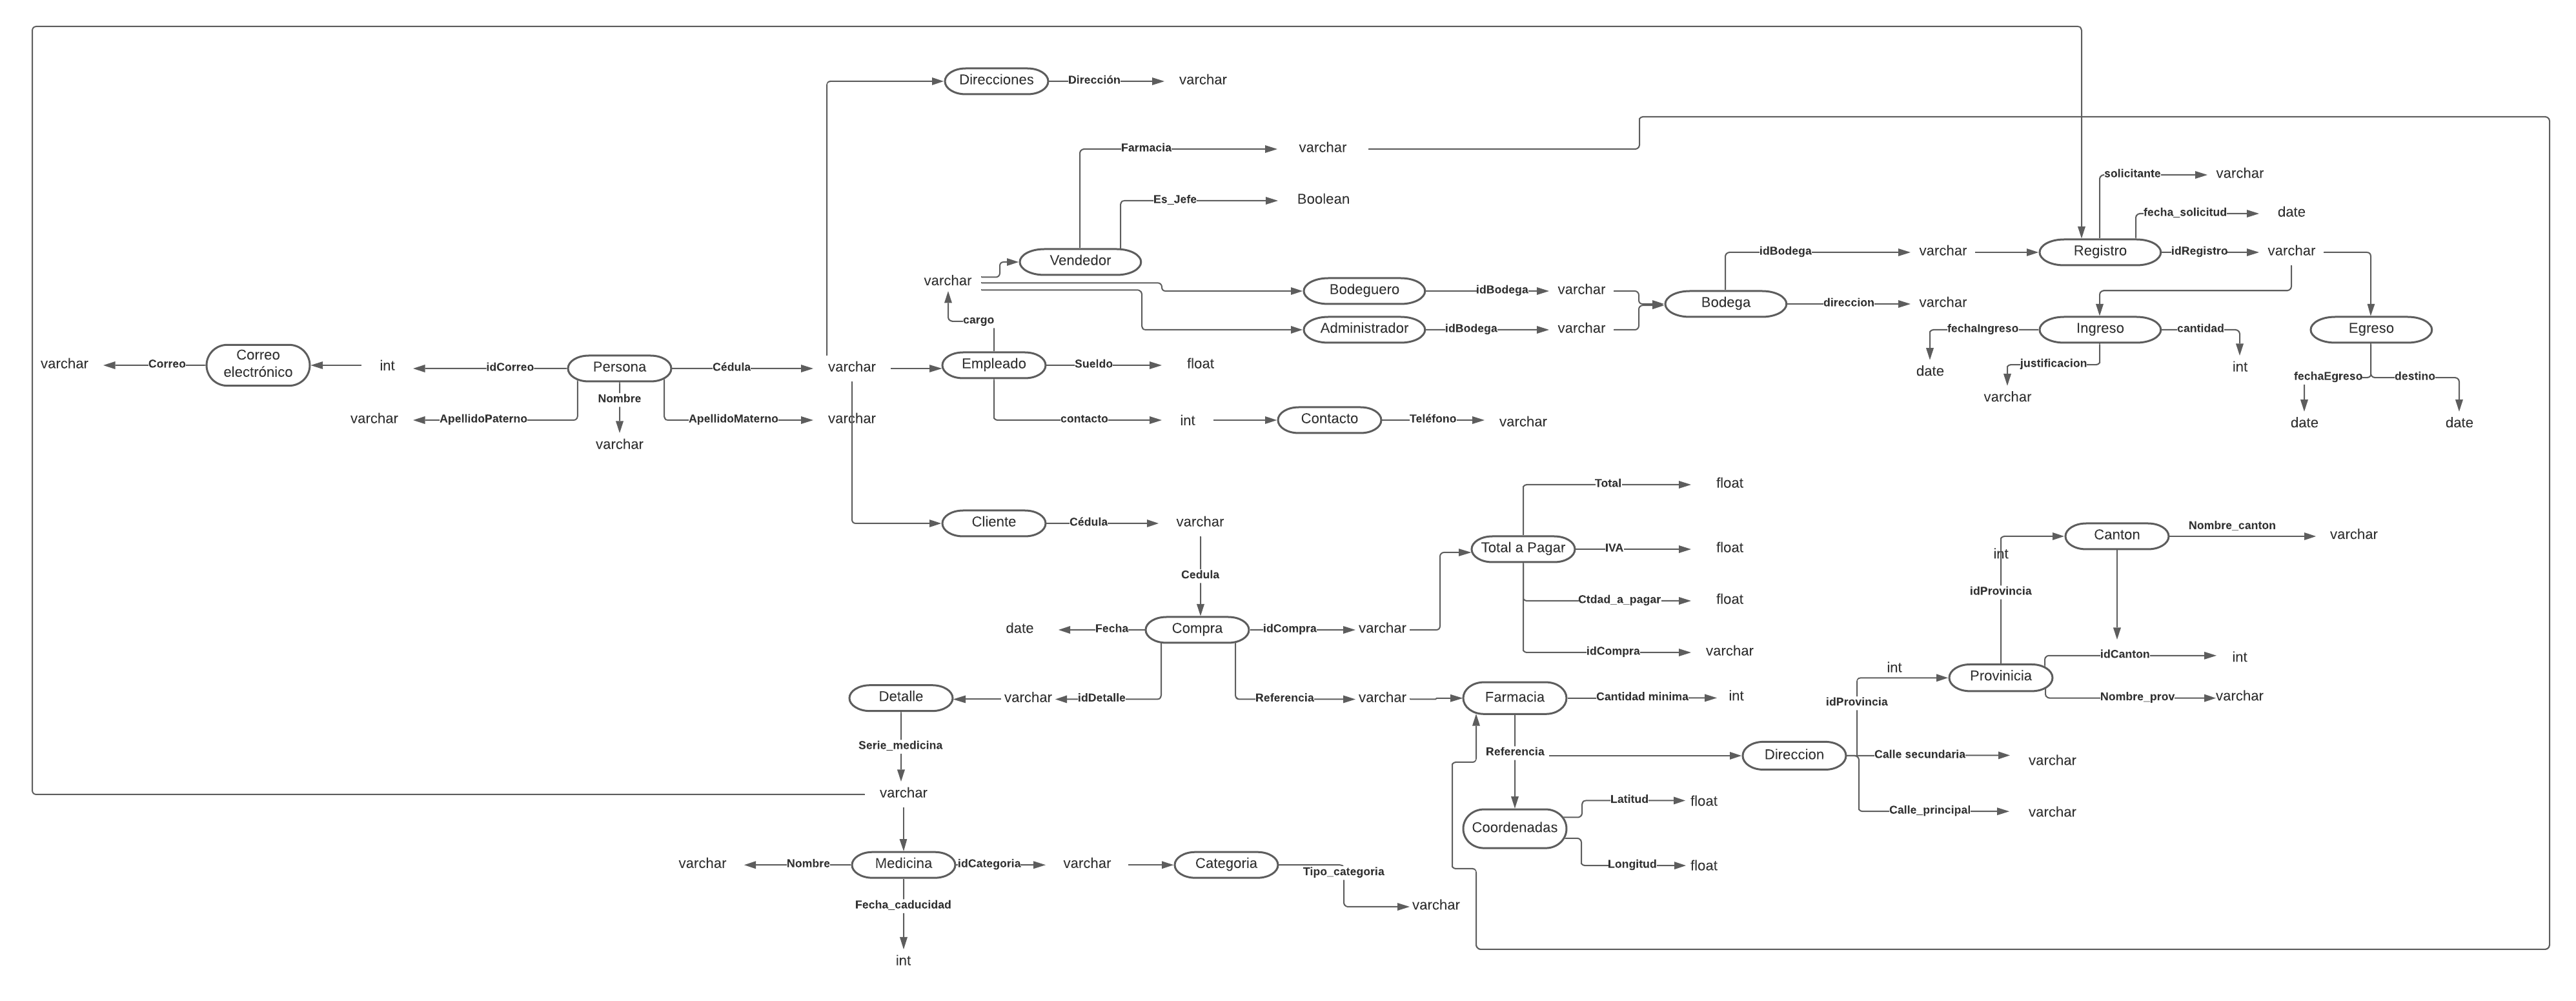 Direcciones
Dirección
varchar
Farmacia
varchar
Es_Jefe
Boolean
solicitante
varchar
fecha_solicitud
date
Vendedor
idBodega
varchar
Registro
idRegistro
varchar
varchar
Bodeguero
idBodega
varchar
Bodega
direccion
varchar
cargo
Administrador
idBodega
varchar
fechaIngreso
Ingreso
cantidad
Egreso
date
justificacion
int
varchar
fechaEgreso
destino
date
date
varchar
Correo
Correo
electrónico
int
idCorreo
Persona
Cédula
varchar
Empleado
Sueldo
float
Nombre
varchar
ApellidoPaterno
ApellidoMaterno
varchar
contacto
int
Contacto
Teléfono
varchar
varchar
Total
float
Cliente
Cédula
varchar
Total a Pagar
IVA
float
Canton
Nombre_canton
varchar
int
Cedula
Ctdad_a_pagar
float
idProvincia
date
Fecha
Compra
idCompra
varchar
idCompra
varchar
idCanton
int
int
Provinicia
Nombre_prov
varchar
Detalle
varchar
idDetalle
Referencia
varchar
Farmacia
Cantidad minima
int
idProvincia
Serie_medicina
Referencia
Direccion
Calle secundaria
varchar
varchar
Latitud
float
Calle_principal
varchar
Coordenadas
Longitud
float
varchar
Nombre
Medicina
idCategoria
varchar
Categoria
Tipo_categoria
varchar
Fecha_caducidad
int